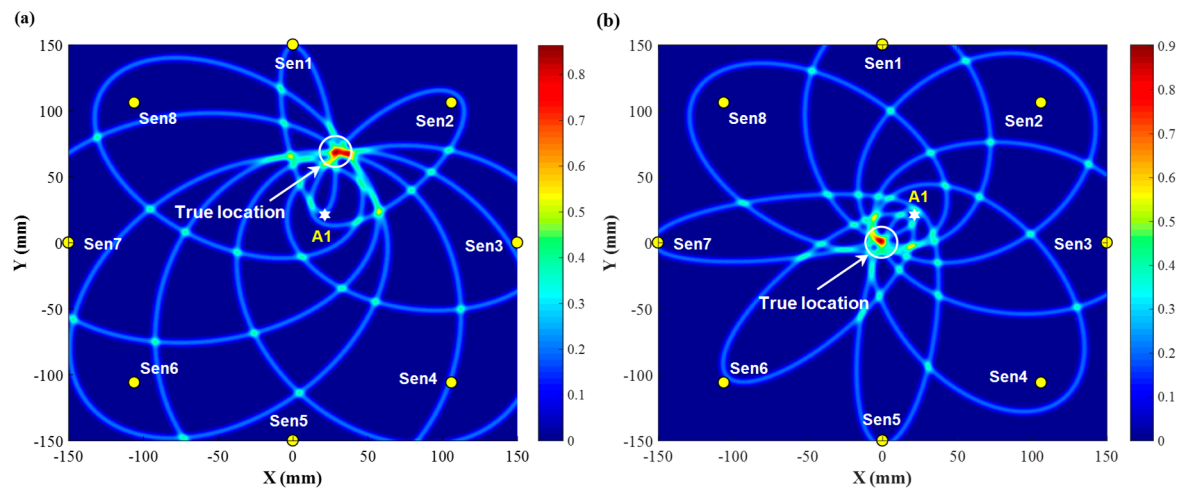 (a)
150
100
50
0
-50
-100
-150
Y (mm)
-150
-100
-50
0
50
100
150
X (mm)
Sen1
Sen2
Sen3
Sen4
Sen5
Sen6
Sen7
Sen8
True location
A1
0.8
0.7
0.6
0.5
0.4
0.3
0.2
0.1
0
(b)
150
100
50
0
-50
-100
-150
Y (mm)
-150
-100
-50
0
50
100
150
X (mm)
Sen1
Sen2
Sen3
Sen4
Sen5
Sen6
Sen7
Sen8
A1
True location
0.9
0.8
0.7
0.6
0.5
0.4
0.3
0.2
0.1
0